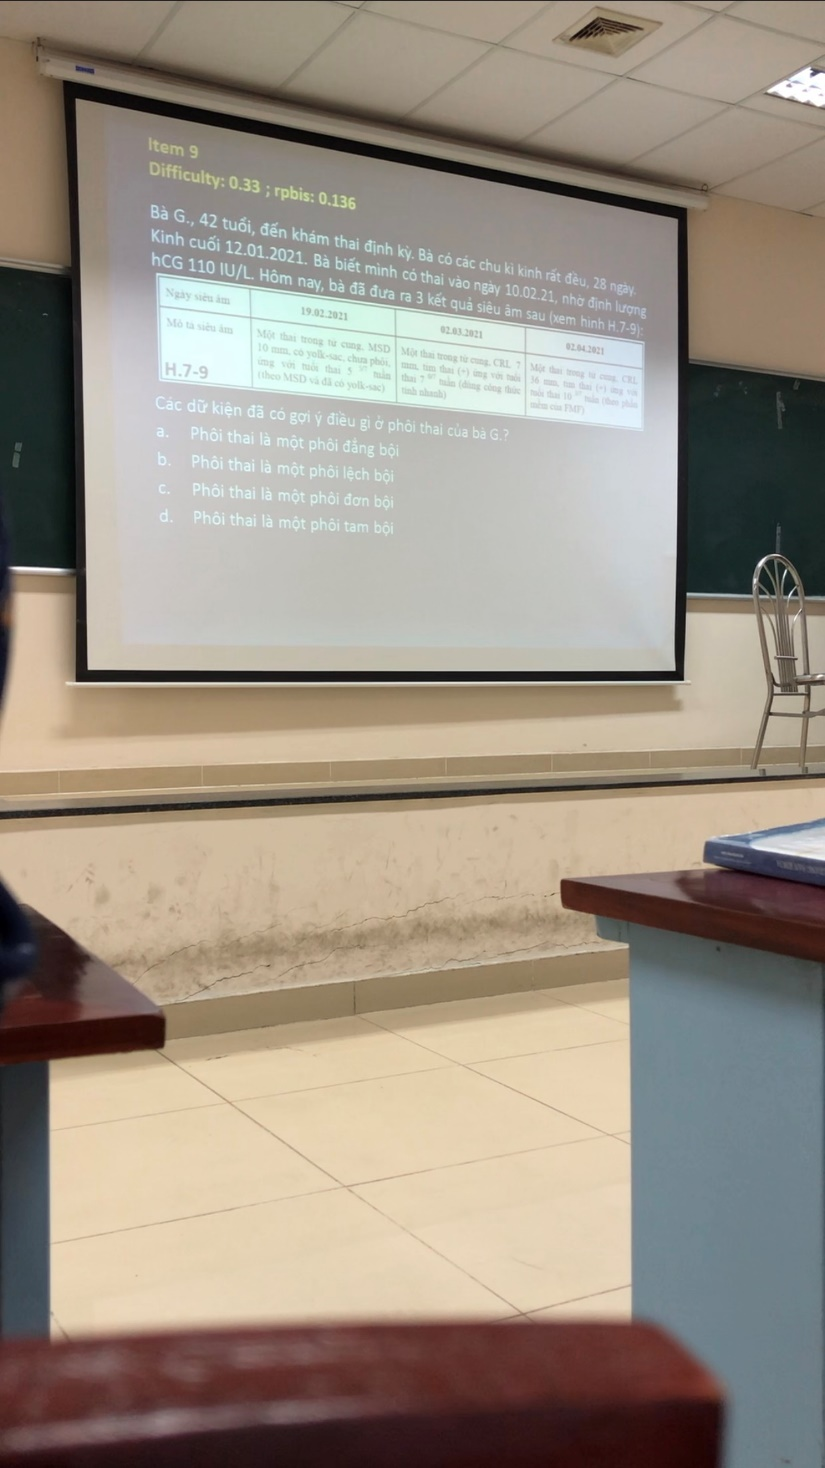 Item 9
Difficulty: 0.33 ; rpbis: 0.136
Bà G., 42 tuổi, đến khám thai định kỳ. Bà có các chu kì kinh rất đều, 28 ngày.
Kinh cuối 12.01.2021. Bà biết mình có thai vào ngày 10.02.21, nhờ định lượng
hCG 110 IU/L. Hôm nay, bà đã đưa ra 3 kết quả siêu âm sau (xem hình H.7-9):
Ngày siêu âm
19.02.2021
02.03.2021
02.04.2021
Mô tả siêu âm
Một thai trong tử cung, MSD
10 mm, có yolk-sac, chưa phôi,
ứng với tuổi thai 5 tuần
(theo MSD và đã có yolk-sac)
Một thai trong tử cung, CRL 7
mm, tim thai (+) ứng với tuổi
thai 7 tuần (dùng công thức
tính nhanh)
Một thai trong tử cung, CRL
36 mm, tim thai (+) ứng với
tuổi thai 10 tuần (theo phần
mềm của FMF)
H.7-9
Các dữ kiện đã có gợi ý điều gì ở phôi thai của bà G.?
a. Phôi thai là một phôi đẳng bội
b. Phôi thai là một phôi lệch bội
c. Phôi thai là một phôi đơn bội
d. Phôi thai là một phôi tam bội